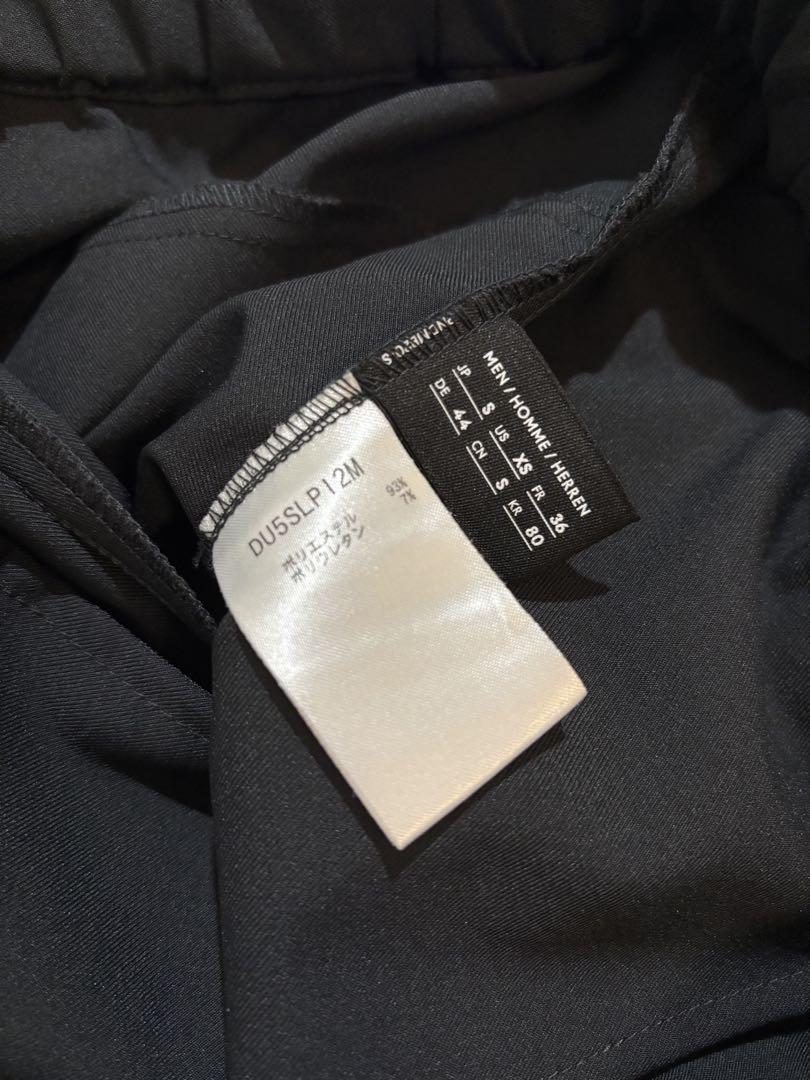 MEN / HOMME / HERREN
JP S US XS FR 36
DE 44 CN S KR 80
DU5SLP12M
ポリエステル 93%
ポリウレタン 7%